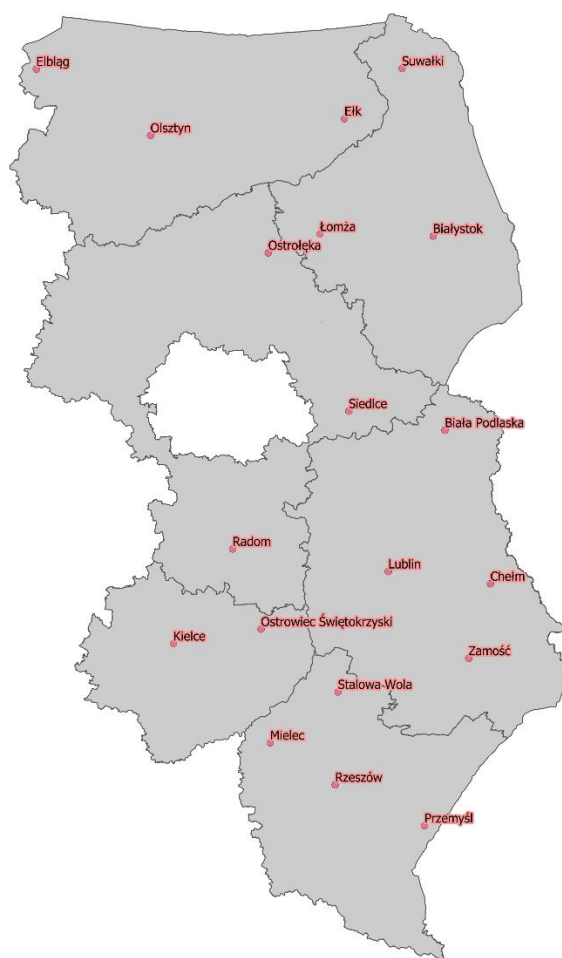 Elbląg
Suwałki
Ełk
Olsztyn
Łomża
Białystok
Ostrołęka
Siedlce
Biała Podlaska
Radom
Lublin
Chełm
Ostrowiec Świętokrzyski
Kielce
Zamość
Stalowa Wola
Mielec
Rzeszów
Przemyśl